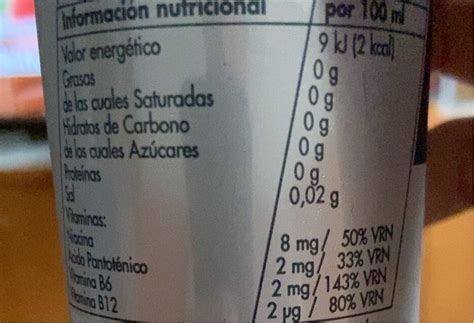 Información nutricional por 100 ml
Valor energético 9 kJ (2 kcal)
Grasas 0 g
de las cuales Saturadas 0 g
Hidratos de Carbono 0 g
de los cuales Azúcares 0 g
Proteínas 0 g
Sal 0,02 g
Vitaminas:
Niacina 8 mg/ 50% VRN
Ácido Pantoténico 2 mg/ 33% VRN
Vitamina B6 2 mg/ 143% VRN
Vitamina B12 2 µg / 80% VRN